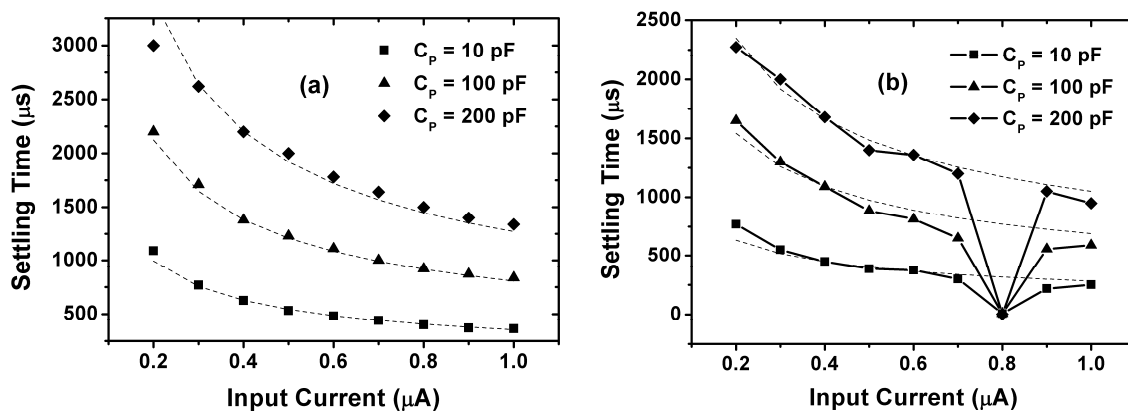 3000
2500
2000
1500
1000
500
Settling Time (μs)
0.2 0.4 0.6 0.8 1.0
Input Current (μA)
(a)
C_P = 10 pF
C_P = 100 pF
C_P = 200 pF
2500
2000
1500
1000
500
0
Settling Time (μs)
0.2 0.4 0.6 0.8 1.0
Input Current (μA)
(b)
C_P = 10 pF
C_P = 100 pF
C_P = 200 pF